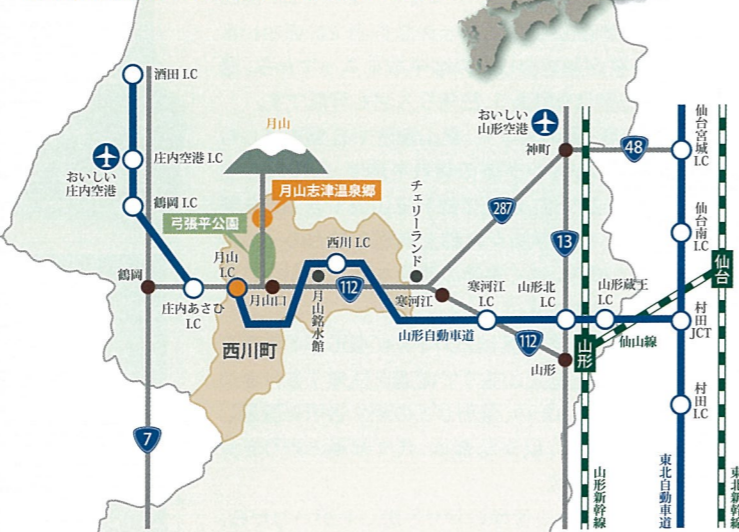 酒田 I.C
おいしい
庄内空港
庄内空港 I.C
鶴岡 I.C
月山
月山志津温泉郷
弓張平公園
月山
I.C
鶴岡
庄内あさひ
I.C
月山口
西川 I.C
月山銘水館
112
チェリーランド
寒河江
西川町
7
おいしい
山形空港
神町
48
287
13
寒河江
I.C
山形北
I.C
山形蔵王
I.C
山形自動車道
112
山形
山形
仙山線
仙台
仙台宮城
I.C
仙台南
I.C
村田
JCT
村田
I.C
山形新幹線
東北自動車道
東北新幹線